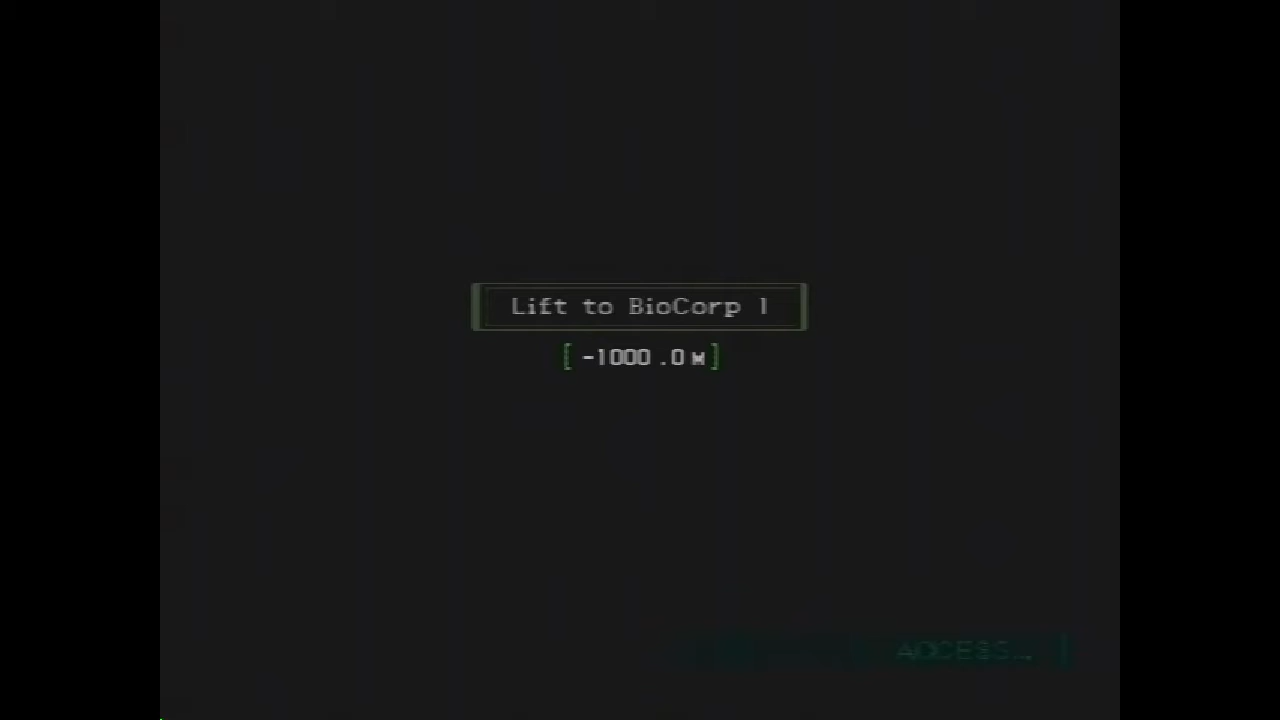 Lift to BioCorp 1
[ -1000.0 M ]
ACCESS...